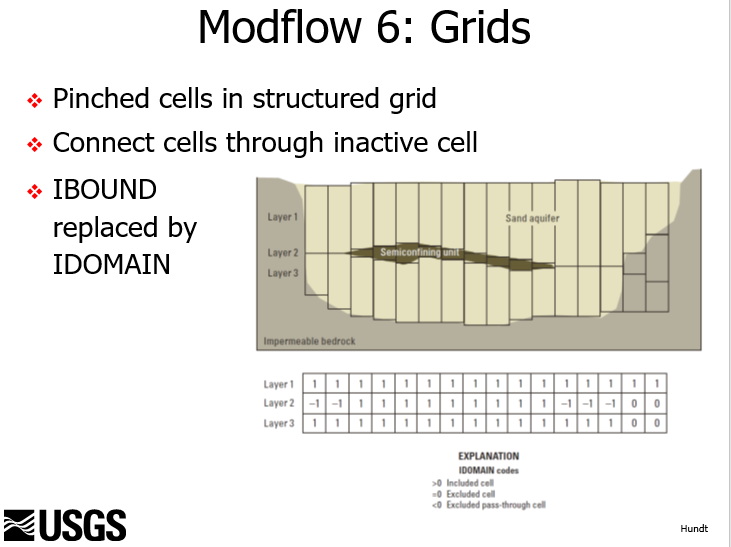 Modflow 6: Grids
Pinched cells in structured grid
Connect cells through inactive cell
IBOUND
replaced by
IDOMAIN
Layer 1
Sand aquifer
Layer 2
Semiconfining unit
Layer 3
Impermeable bedrock
Layer 1 1 1 1 1 1 1 1 1 1 1 1 1 1 1 1 1
Layer 2 –1 –1 1 1 1 1 1 1 1 1 1 –1 –1 –1 0 0
Layer 3 1 1 1 1 1 1 1 1 1 1 1 1 1 1 0 0
EXPLANATION
IDOMAIN codes
>0 Included cell
=0 Excluded cell
<0 Excluded pass-through cell
USGS
Hundt